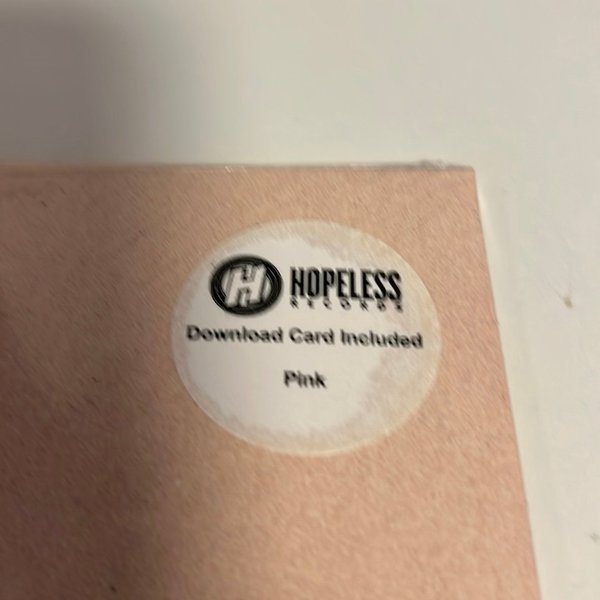 H HOPELESS
RECORDS
Download Card Included
Pink